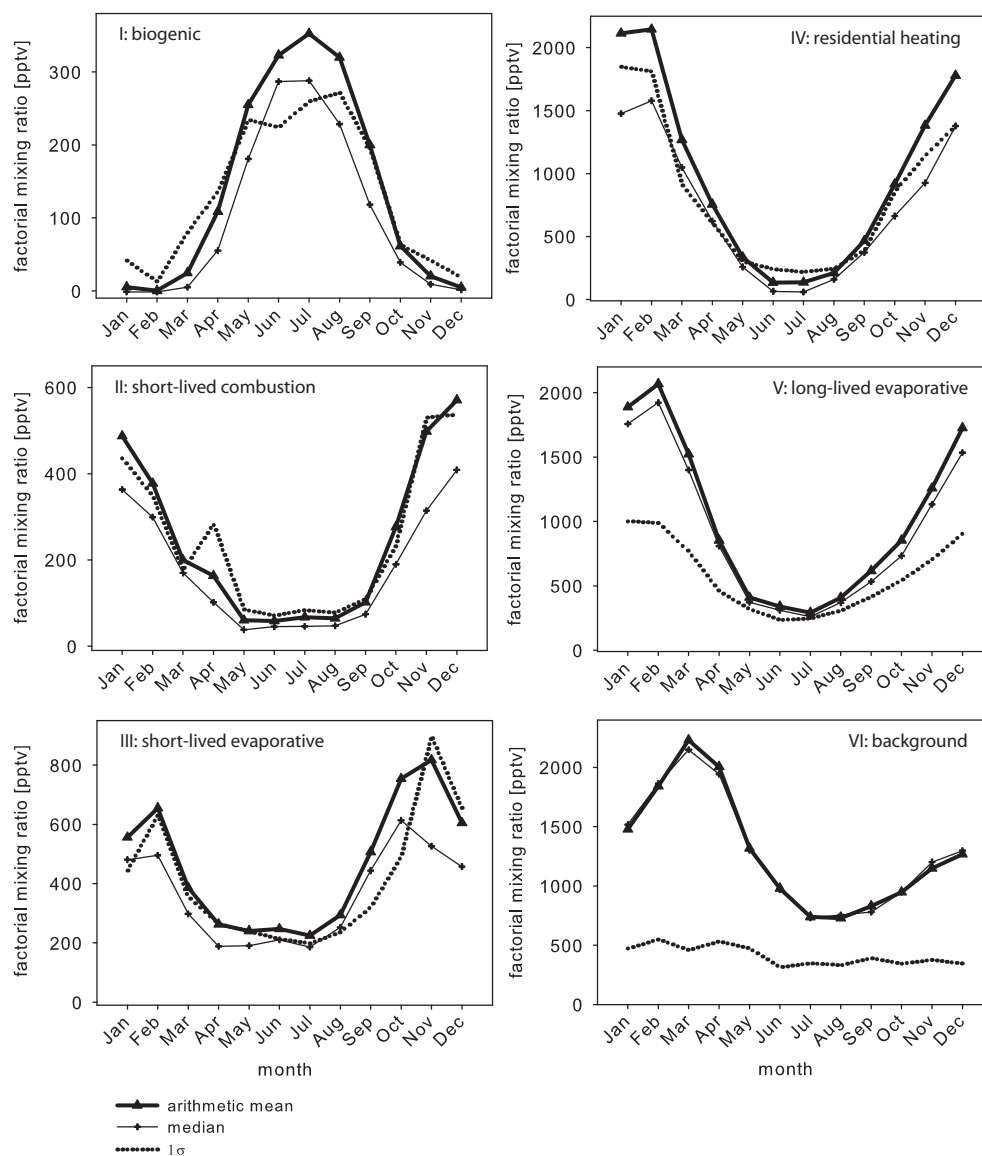 I: biogenic
factorial mixing ratio [pptv]
300
200
100
0
Jan Feb Mar Apr May Jun Jul Aug Sep Oct Nov Dec
IV: residential heating
factorial mixing ratio [pptv]
2000
1500
1000
500
0
Jan Feb Mar Apr May Jun Jul Aug Sep Oct Nov Dec
II: short-lived combustion
factorial mixing ratio [pptv]
600
400
200
0
Jan Feb Mar Apr May Jun Jul Aug Sep Oct Nov Dec
V: long-lived evaporative
factorial mixing ratio [pptv]
2000
1500
1000
500
0
Jan Feb Mar Apr May Jun Jul Aug Sep Oct Nov Dec
III: short-lived evaporative
factorial mixing ratio [pptv]
800
600
400
200
0
Jan Feb Mar Apr May Jun Jul Aug Sep Oct Nov Dec
month
VI: background
factorial mixing ratio [pptv]
2000
1500
1000
500
0
Jan Feb Mar Apr May Jun Jul Aug Sep Oct Nov Dec
month
arithmetic mean
median
1σ